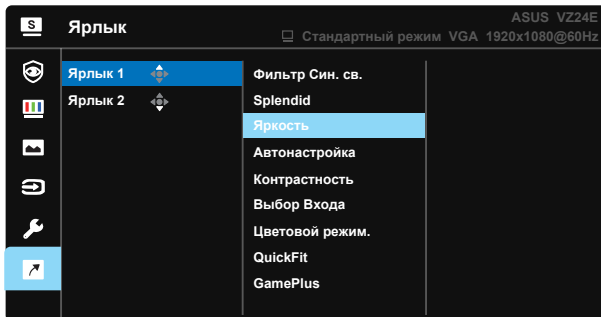 S
Ярлык
ASUS VZ24E
Стандартный режим VGA 1920x1080@60Hz
Ярлык 1
Ярлык 2
Фильтр Син. св.
Splendid
Яркость
Автонастройка
Контрастность
Выбор Входа
Цветовой режим.
QuickFit
GamePlus